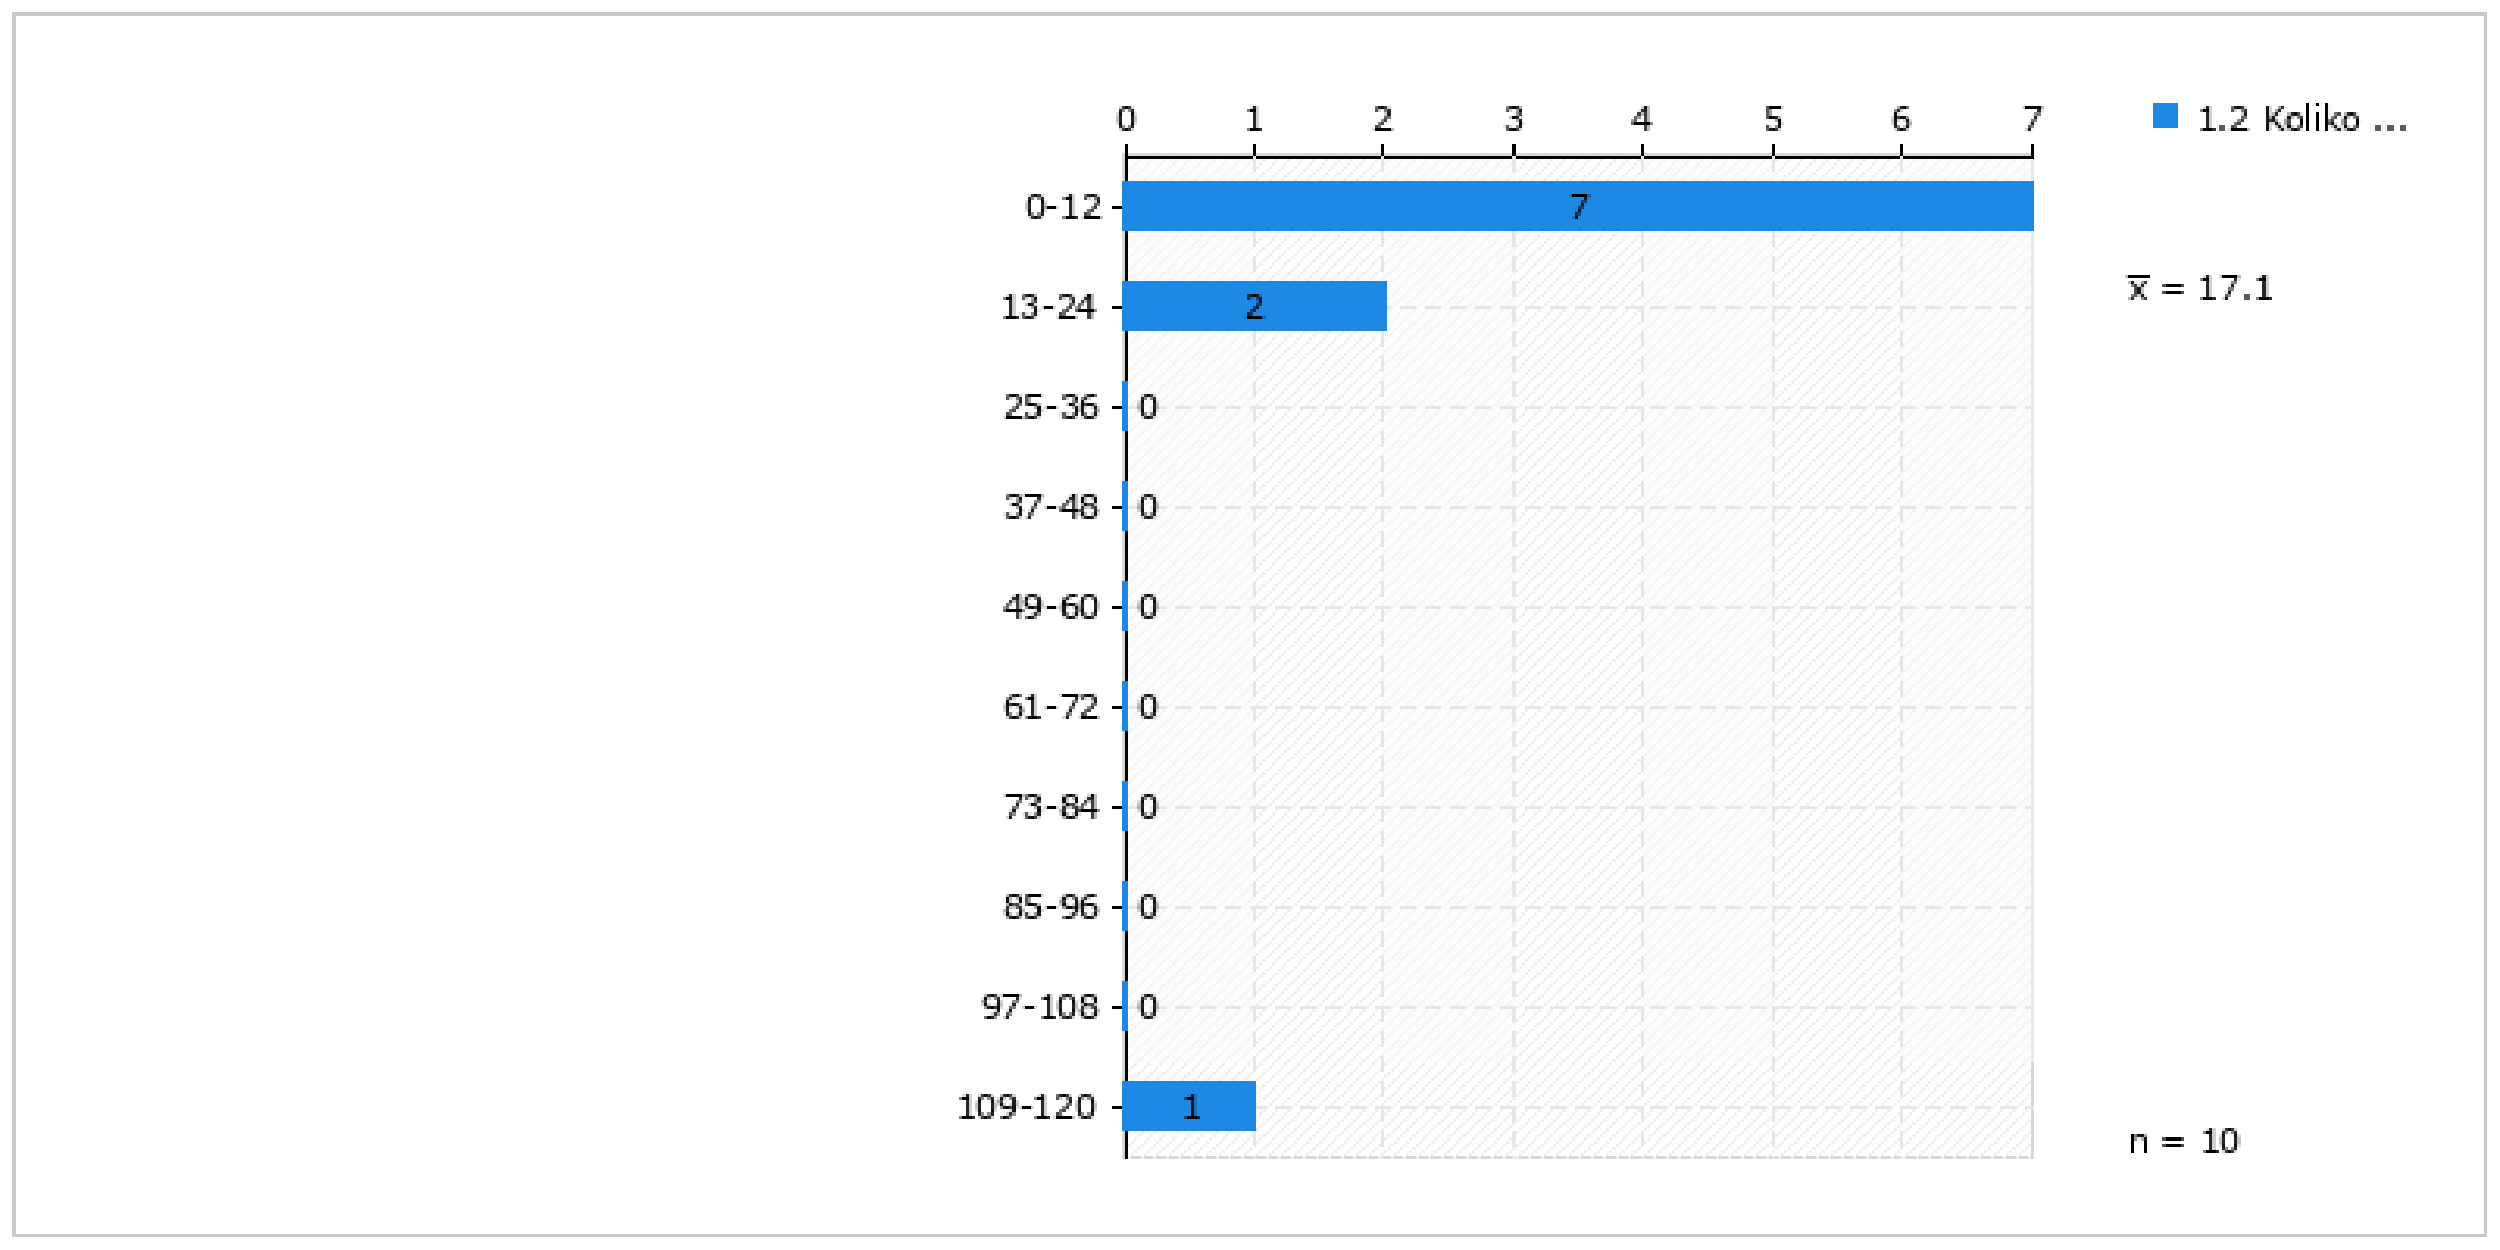 0 1 2 3 4 5 6 7
1.2 Koliko ...
0-12 7
x̅ = 17.1
13-24 2
25-36 0
37-48 0
49-60 0
61-72 0
73-84 0
85-96 0
97-108 0
109-120 1
n = 10